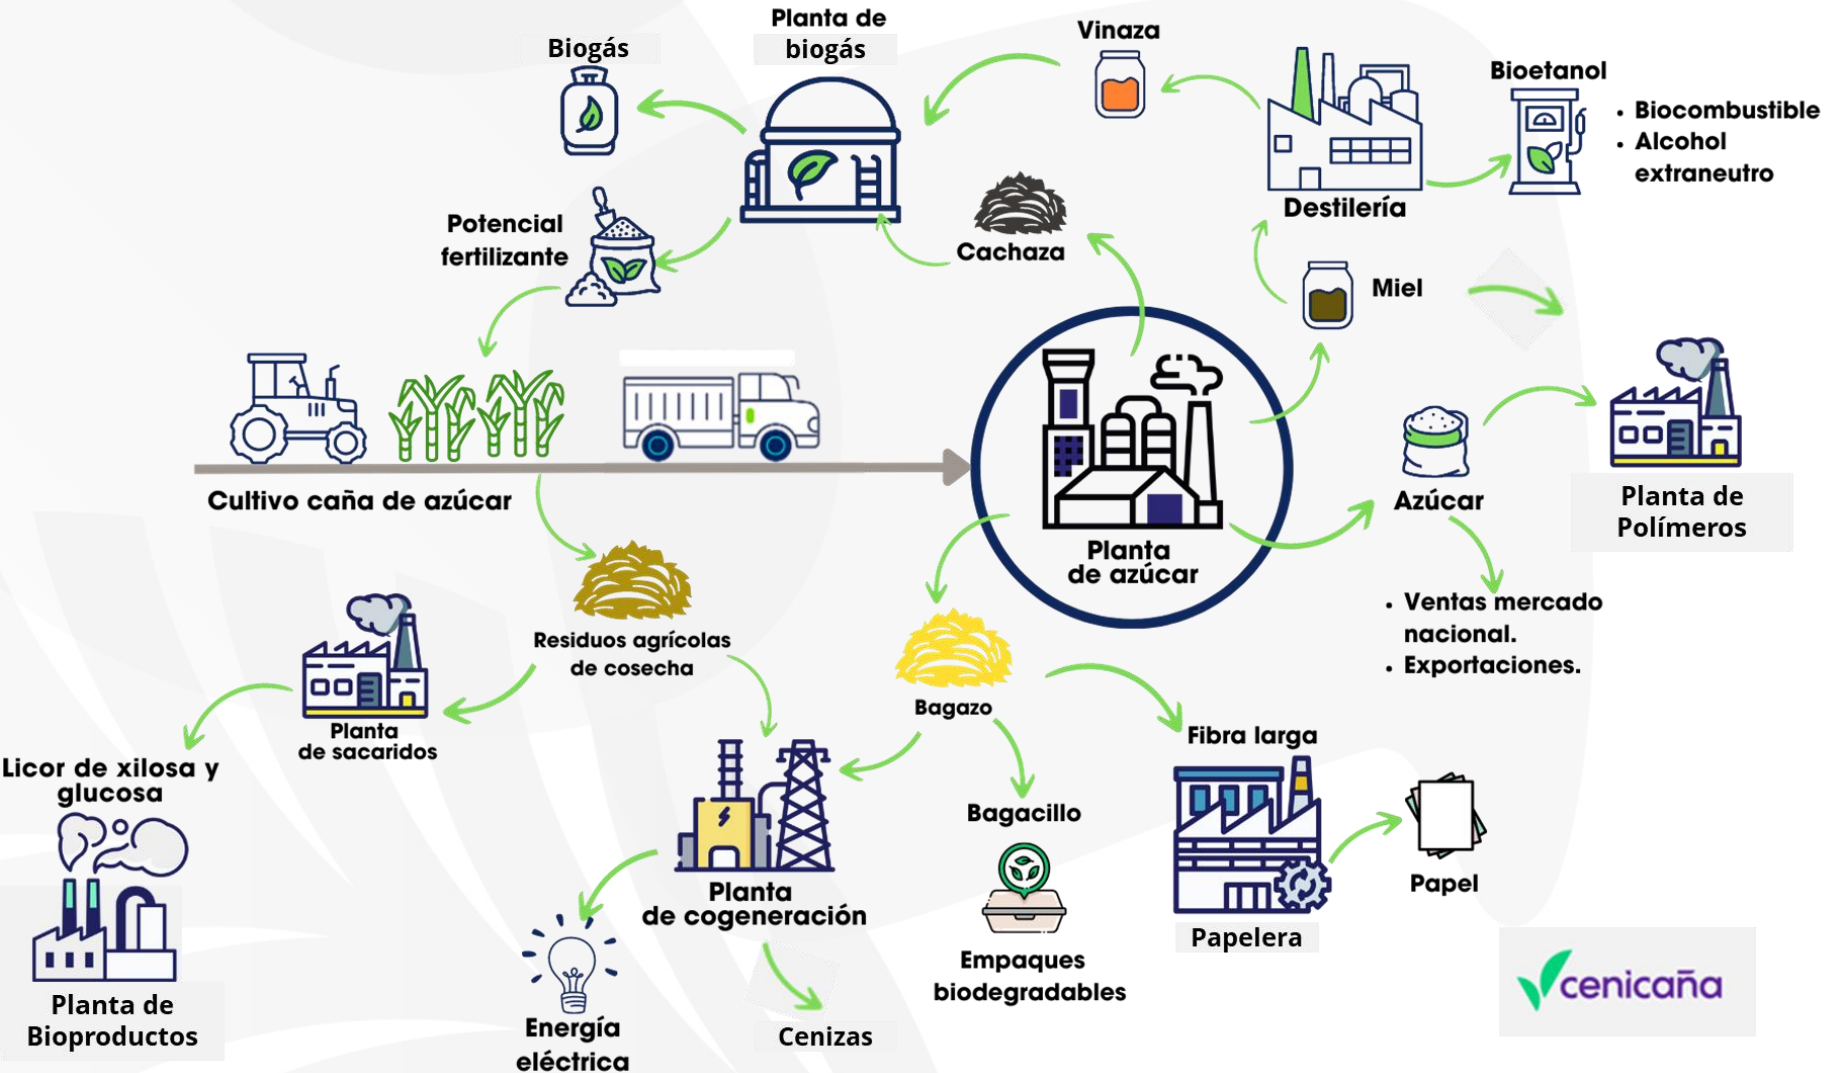 Planta de
biogás
Biogás
Vinaza
Bioetanol
• Biocombustible
• Alcohol
extraneutro
Destilería
Potencial
fertilizante
Cachaza
Miel
Cultivo caña de azúcar
Planta
de azúcar
Azúcar
Planta de
Polímeros
• Ventas mercado
nacional.
• Exportaciones.
Residuos agrícolas
de cosecha
Bagazo
Planta
de sacaridos
Licor de xilosa y
glucosa
Fibra larga
Bagacillo
Papel
Planta
de cogeneración
Papelera
Empaques
biodegradables
Planta de
Bioproductos
Energía
eléctrica
Cenizas
cenicaña